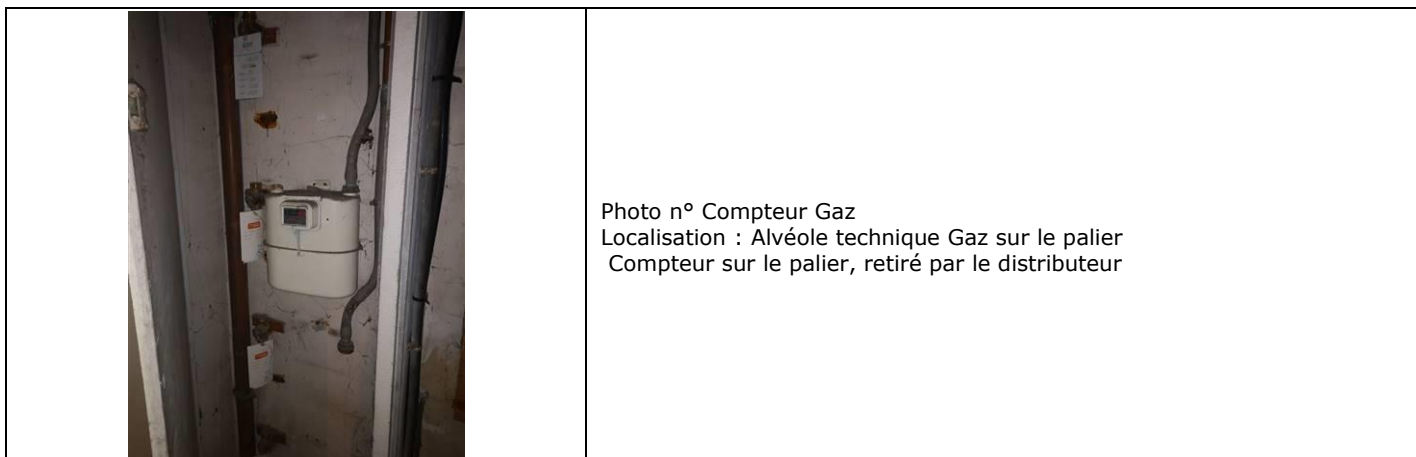 Photo n° Compteur Gaz
Localisation : Alvéole technique Gaz sur le palier
Compteur sur le palier, retiré par le distributeur